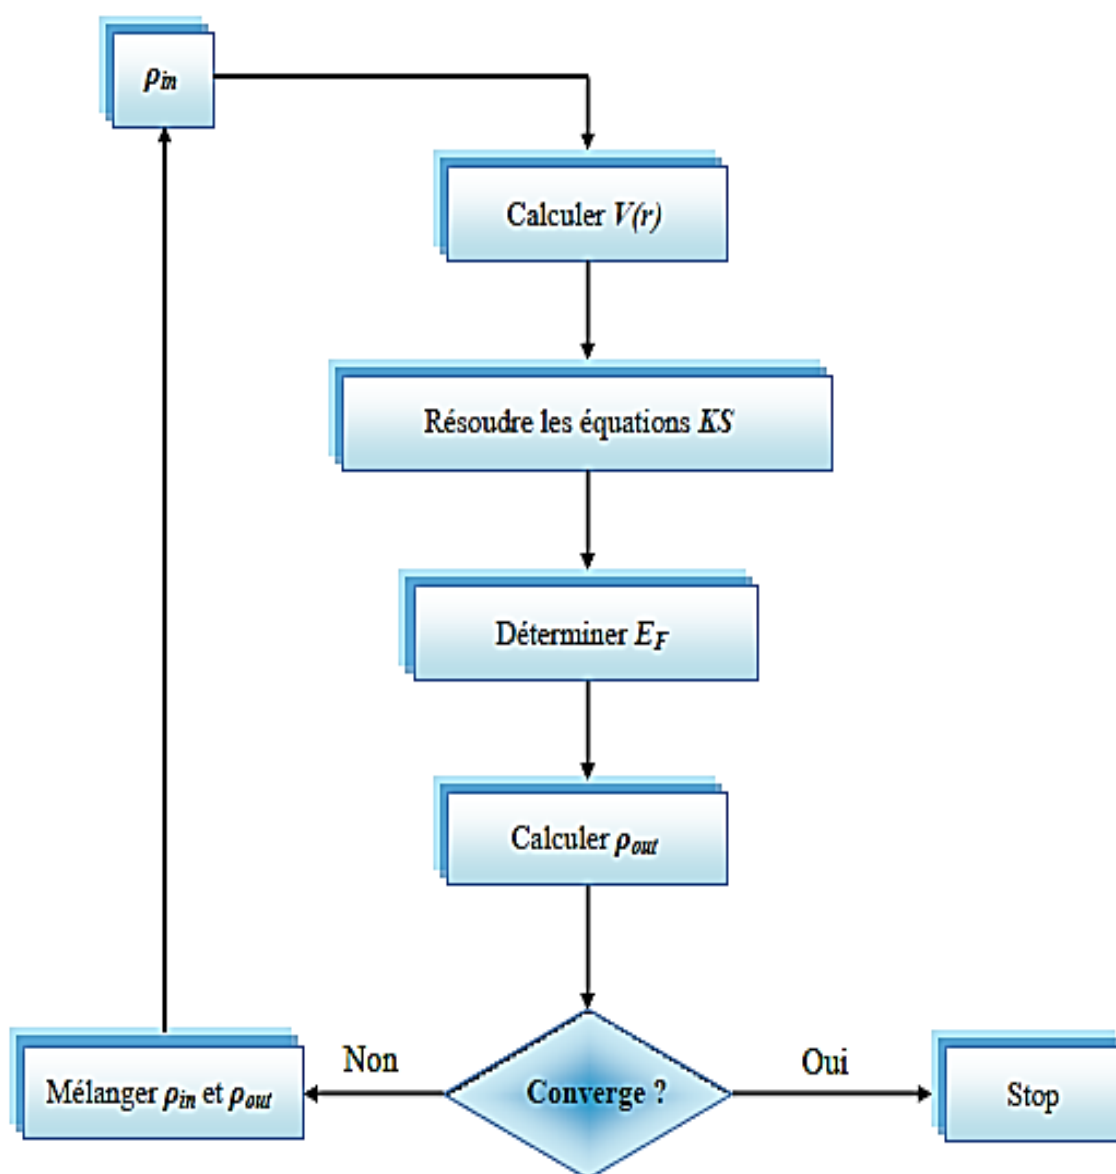 ρin
Calculer V(r)
Résoudre les équations KS
Déterminer EF
Calculer ρout
Converge ?
Non
Oui
Mélanger ρin et ρout
Stop